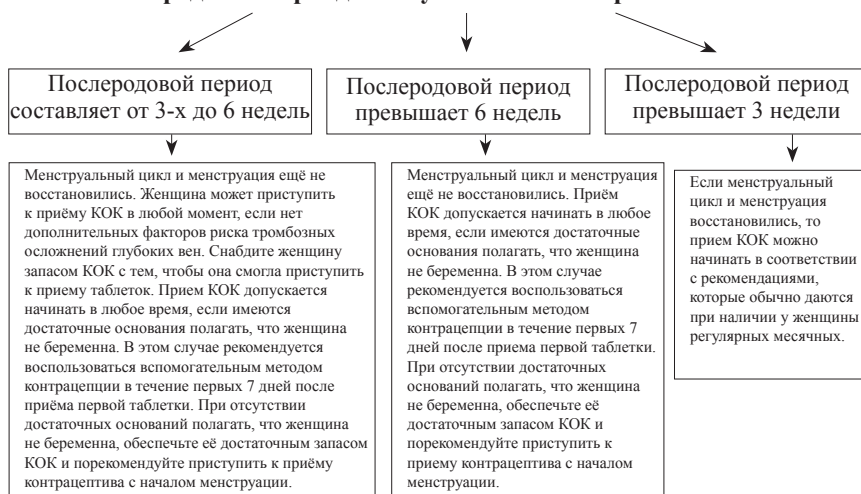 Послеродовой период
составляет от 3-х до 6 недель
Послеродовой период
превышает 6 недель
Послеродовой период
превышает 3 недели
Менструальный цикл и менструация ещё не
восстановились. Женщина может приступить
к приёму КОК в любой момент, если нет
дополнительных факторов риска тромбозных
осложнений глубоких вен. Снабдите женщину
запасом КОК с тем, чтобы она смогла приступить
к приему таблеток. Прием КОК допускается
начинать в любое время, если имеются
достаточные основания полагать, что женщина
не беременна. В этом случае рекомендуется
воспользоваться вспомогательным методом
контрацепции в течение первых 7 дней после
приёма первой таблетки. При отсутствии
достаточных оснований полагать, что женщина
не беременна, обеспечьте её достаточным запасом
КОК и порекомендуйте приступить к приёму
контрацептива с началом менструации.
Менструальный цикл и менструация
ещё не восстановились. Приём
КОК допускается начинать в любое
время, если имеются достаточные
основания полагать, что женщина
не беременна. В этом случае
рекомендуется воспользоваться
вспомогательным методом
контрацепции в течение первых 7
дней после приема первой таблетки.
При отсутствии достаточных
оснований полагать, что женщина
не беременна, обеспечьте её
достаточным запасом КОК и
порекомендуйте приступить к
приему контрацептива с началом
менструации.
Если менструальный
цикл и менструация
восстановились, то
прием КОК можно
начинать в соответствии
с рекомендациями,
которые обычно даются
при наличии у женщины
регулярных месячных.